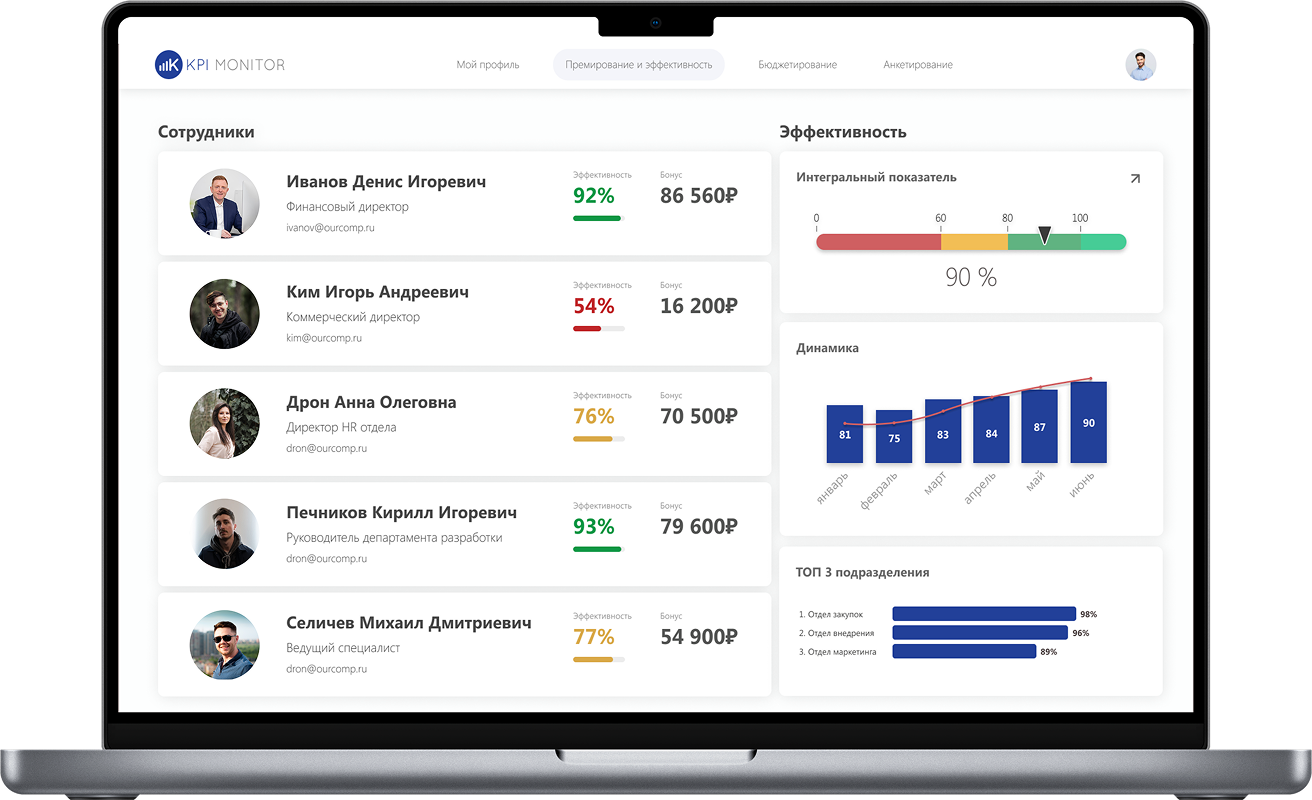 KPI MONITOR
Мой профиль
Премирование и эффективность
Бюджетирование
Анкетирование
Сотрудники
Иванов Денис Игоревич
Финансовый директор
ivanov@ourcomp.ru
Эффективность
92%
Бонус
86 560₽
Ким Игорь Андреевич
Коммерческий директор
kim@ourcomp.ru
Эффективность
54%
Бонус
16 200₽
Дрон Анна Олеговна
Директор HR отдела
dron@ourcomp.ru
Эффективность
76%
Бонус
70 500₽
Печников Кирилл Игоревич
Руководитель департамента разработки
dron@ourcomp.ru
Эффективность
93%
Бонус
79 600₽
Селичев Михаил Дмитриевич
Ведущий специалист
dron@ourcomp.ru
Эффективность
77%
Бонус
54 900₽
Эффективность
Интегральный показатель
0 60 80 100
90 %
Динамика
81 75 83 84 87 90
январь февраль март апрель май июнь
ТОП 3 подразделения
1. Отдел закупок 98%
2. Отдел внедрения 96%
3. Отдел маркетинга 89%